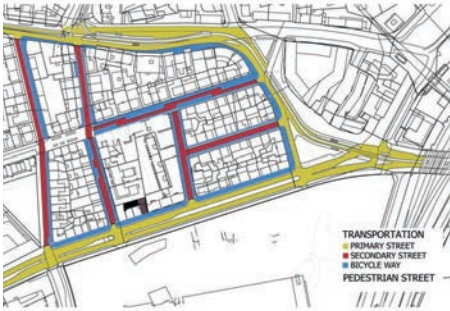 TRANSPORTATION
PRIMARY STREET
SECONDARY STREET
BICYCLE WAY
PEDESTRIAN STREET